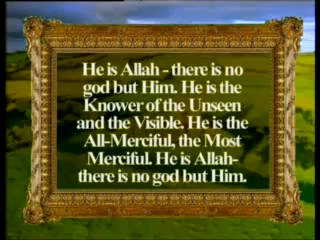 He is Allah - there is no
god but Him. He is the
Knower of the Unseen
and the Visible. He is the
All-Merciful, the Most
Merciful. He is Allah-
there is no god but Him.